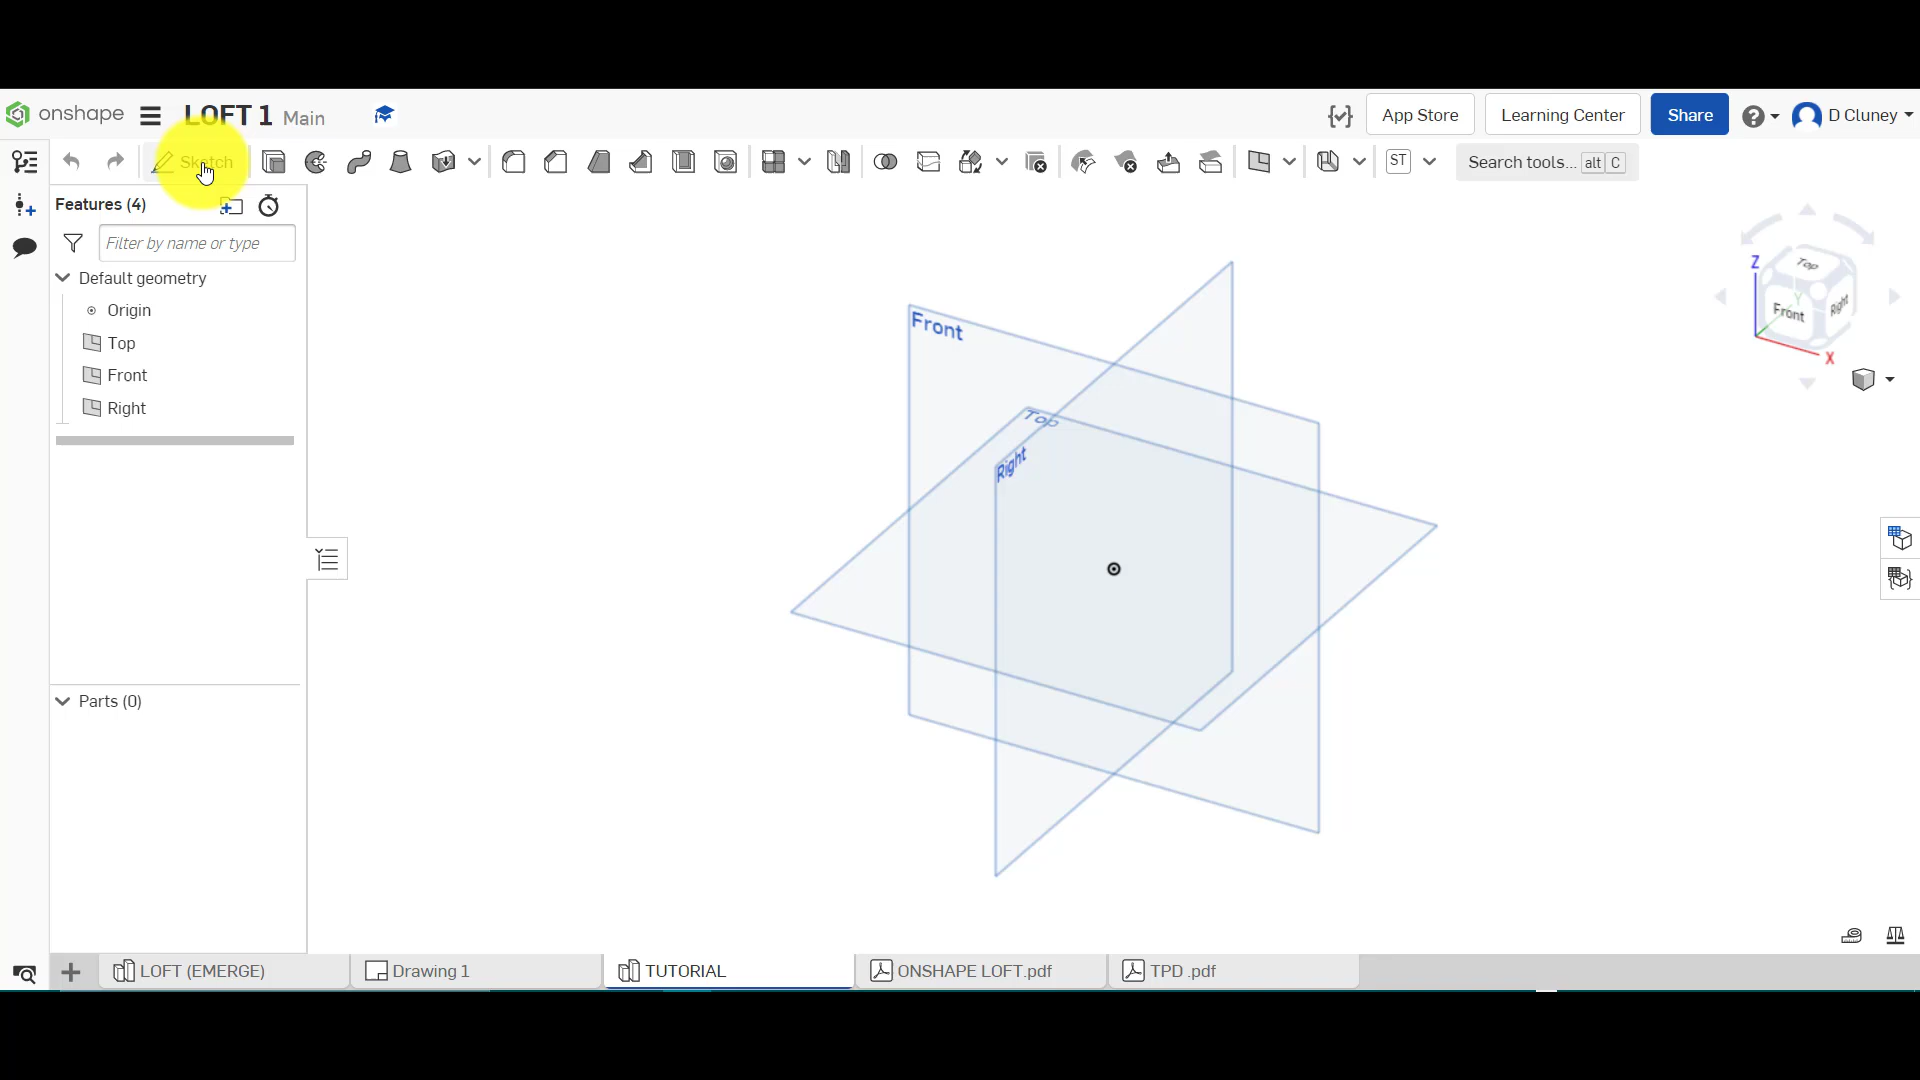 onshape LOFT 1 Main App Store Learning Center Share D Cluney
Sketch ST Search tools... alt C
Features (4)
Filter by name or type
Default geometry
Origin
Top
Front
Right
Parts (0)
Front
Top
Right
Z
Top
Y
Front
Right
X
LOFT (EMERGE) Drawing 1 TUTORIAL ONSHAPE LOFT.pdf TPD .pdf